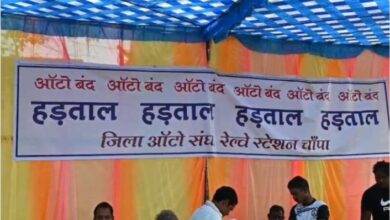 ऑटो बंद ऑटो बंद ऑटो बंद ऑटो बंद ऑटो बंद ऑटो बंद
हड़ताल हड़ताल हड़ताल हड़ताल
जिला ऑटो संघ रेल्वे स्टेशन चाँपा